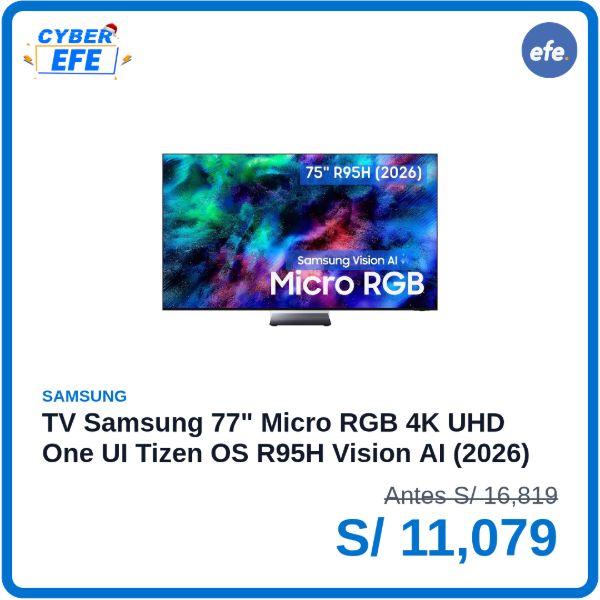 CYBER
EFE
efe.
75" R95H (2026)
Samsung Vision AI
Micro RGB
SAMSUNG
TV Samsung 77" Micro RGB 4K UHD
One UI Tizen OS R95H Vision AI (2026)
Antes S/ 16,819
S/ 11,079